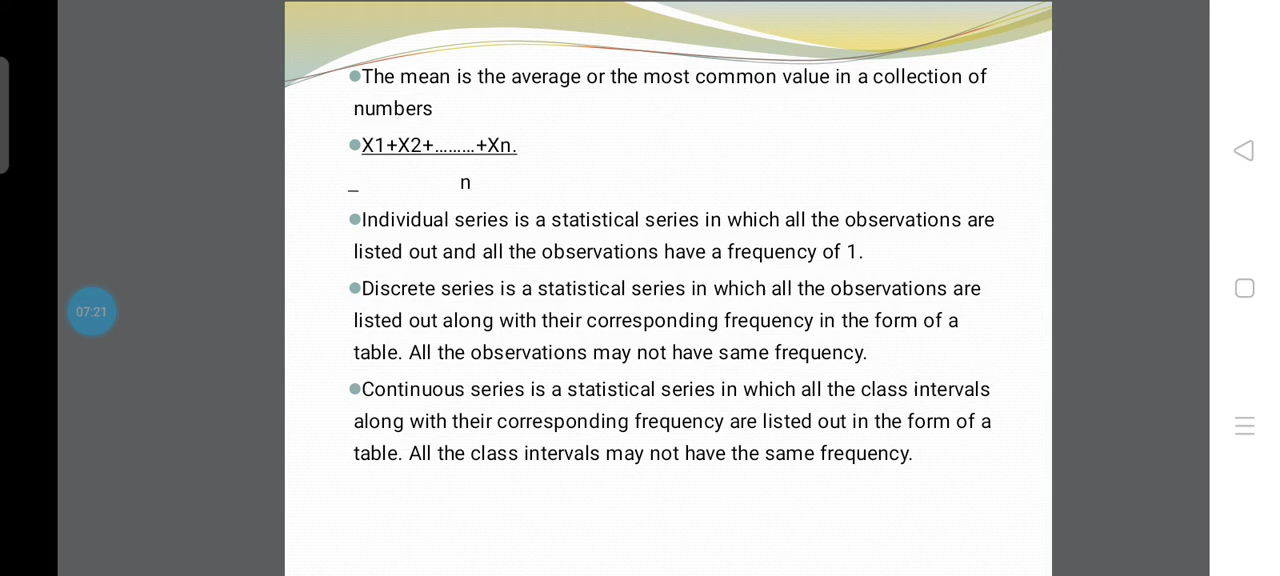 The mean is the average or the most common value in a collection of
numbers
X1+X2+………+Xn.
_ n
Individual series is a statistical series in which all the observations are
listed out and all the observations have a frequency of 1.
Discrete series is a statistical series in which all the observations are
listed out along with their corresponding frequency in the form of a
table. All the observations may not have same frequency.
Continuous series is a statistical series in which all the class intervals
along with their corresponding frequency are listed out in the form of a
table. All the class intervals may not have the same frequency.
07:21